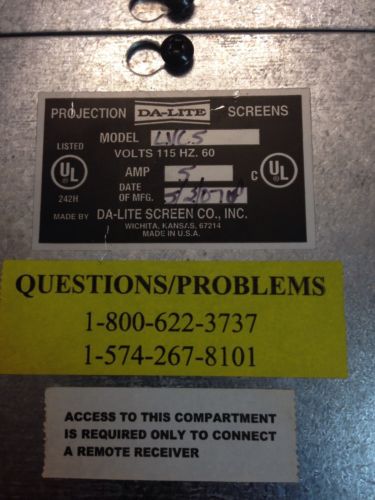 PROJECTION DA-LITE SCREENS
LISTED
MODEL
VOLTS 115 HZ. 60
UL
AMP 5
C
UL
242H
DATE
OF MFG.
MADE BY DA-LITE SCREEN CO., INC.
WICHITA, KANSAS, 67214
MADE IN U.S.A.
QUESTIONS/PROBLEMS
1-800-622-3737
1-574-267-8101
ACCESS TO THIS COMPARTMENT
IS REQUIRED ONLY TO CONNECT
A REMOTE RECEIVER